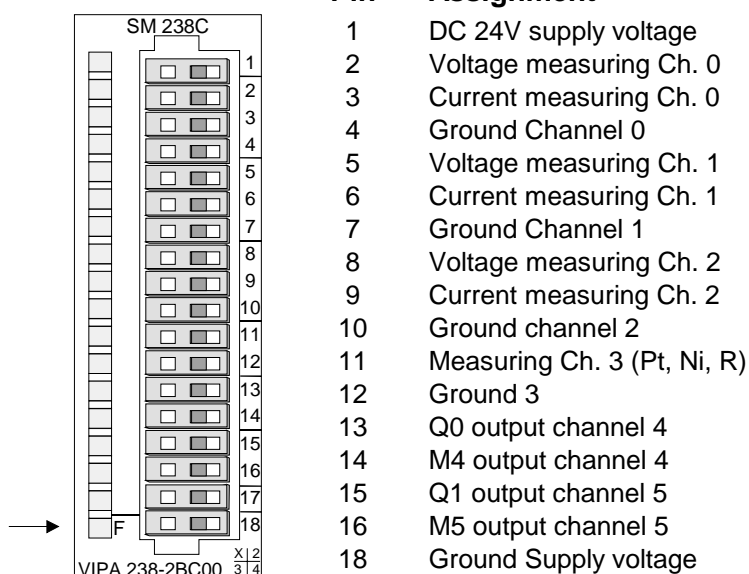 SM 238C
1
2
3
4
5
6
7
8
9
10
11
12
13
14
15
16
17
F 18
VIPA 238-2BC00 X 2
3 4
1 DC 24V supply voltage
2 Voltage measuring Ch. 0
3 Current measuring Ch. 0
4 Ground Channel 0
5 Voltage measuring Ch. 1
6 Current measuring Ch. 1
7 Ground Channel 1
8 Voltage measuring Ch. 2
9 Current measuring Ch. 2
10 Ground channel 2
11 Measuring Ch. 3 (Pt, Ni, R)
12 Ground 3
13 Q0 output channel 4
14 M4 output channel 4
15 Q1 output channel 5
16 M5 output channel 5
18 Ground Supply voltage